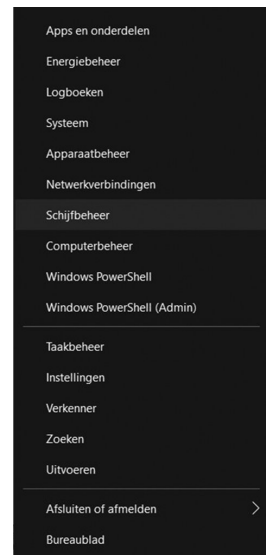 Apps en onderdelen
Energiebeheer
Logboeken
Systeem
Apparaatbeheer
Netwerkverbindingen
Schijfbeheer
Computerbeheer
Windows PowerShell
Windows PowerShell (Admin)
Taakbeheer
Instellingen
Verkenner
Zoeken
Uitvoeren
Afsluiten of afmelden
Bureaublad